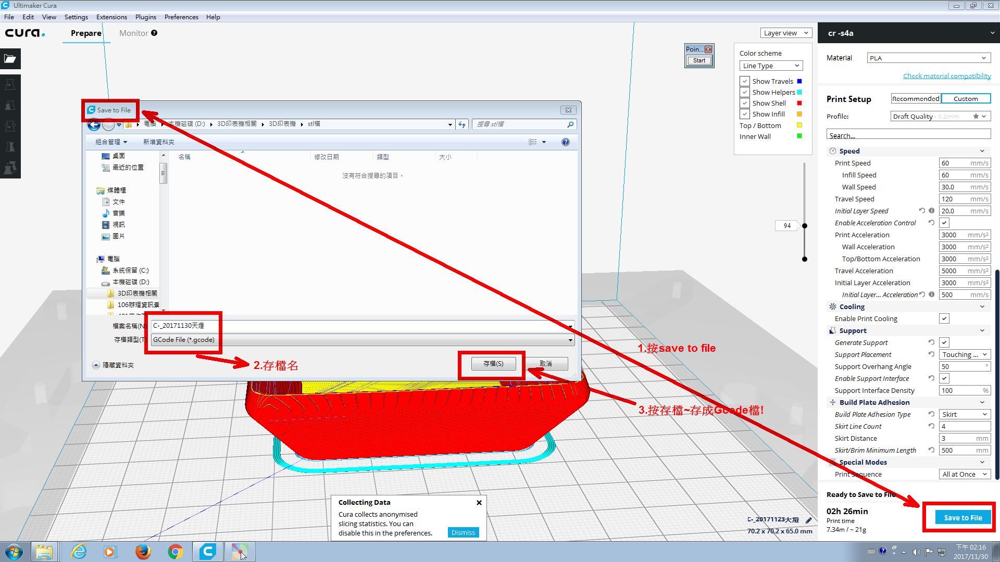 Ultimaker Cura
File Edit View Settings Extensions Plugins Preferences Help
cura. Prepare Monitor
Layer view
cr -s4a
Poin...
Start
Color scheme
Line Type
Show Travels
Show Helpers
Show Shell
Show Infill
Top / Bottom
Inner Wall
94
Material PLA
Check material compatibility
Print Setup Recommended Custom
Profile: Draft Quality - 0.2mm
Search...
Speed
Print Speed 60 mm/s
Infill Speed 60 mm/s
Wall Speed 30.0 mm/s
Travel Speed 120 mm/s
Initial Layer Speed 20.0 mm/s
Enable Acceleration Control
Print Acceleration 3000 mm/s²
Wall Acceleration 3000 mm/s²
Top/Bottom Acceleration 3000 mm/s²
Travel Acceleration 5000 mm/s²
Initial Layer Acceleration 3000 mm/s²
Initial Layer... Acceleration 500 mm/s
Cooling
Enable Print Cooling
Support
Generate Support
Support Placement Touching ...
Support Overhang Angle 50 °
Enable Support Interface
Support Interface Density 100 %
Build Plate Adhesion
Build Plate Adhesion Type Skirt
Skirt Line Count 4
Skirt Distance 3 mm
Skirt/Brim Minimum Length 500 mm
Special Modes
Print Sequence All at Once
Ready to Save to File
02h 26min
Print time
7.34m / ~ 21g
Save to File
Save to File
電腦 本機磁碟 (D:) 3D印表機相關 3D印表機 stl檔
搜尋 stl檔
組合管理 新增資料夾
名稱 修改日期 類型 大小
沒有符合搜尋的項目。
桌面
最近的位置
媒體櫃
文件
音樂
視訊
圖片
電腦
系統保留 (C:)
本機磁碟 (D:)
3D印表機相關
106辦理資訊素
檔案名稱(N): C-_20171130天燈
存檔類型(T): GCode File (*.gcode)
隱藏資料夾
存檔(S) 取消
1.按save to file
2.存檔名
3.按存檔~存成Gcode檔!
Collecting Data
Cura collects anonymised
slicing statistics. You can
disable this in the preferences.
Dismiss
C-_20171123天燈
70.2 x 70.2 x 65.0 mm
下午 02:16
2017/11/30